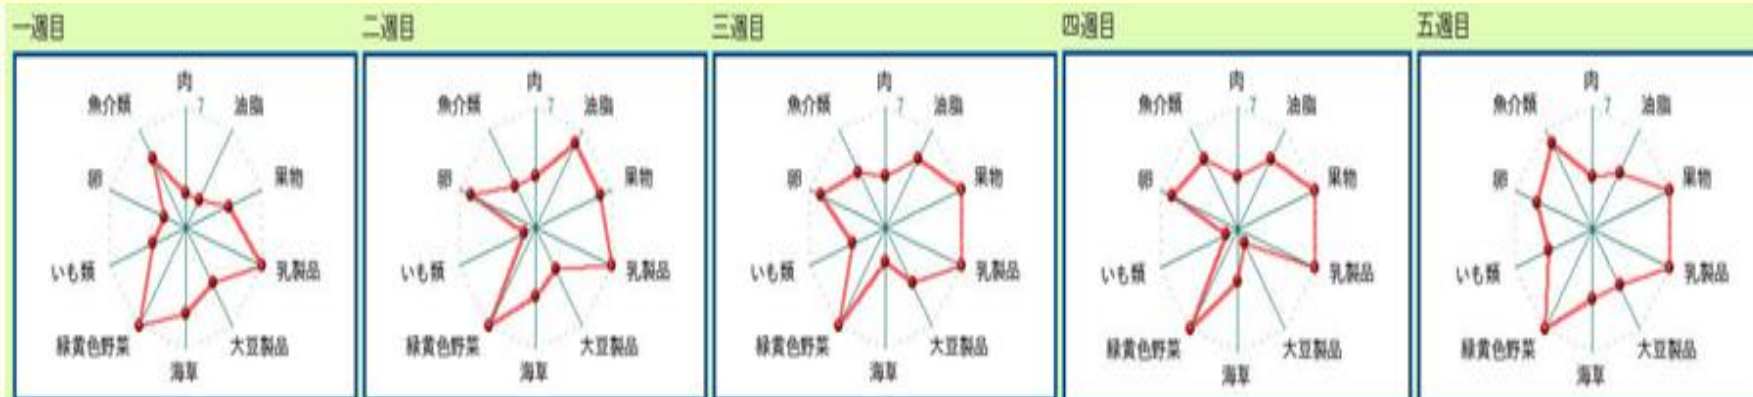 一週目
肉
7
油脂
果物
乳製品
大豆製品
海草
緑黄色野菜
いも類
卵
魚介類
二週目
肉
7
油脂
果物
乳製品
大豆製品
海草
緑黄色野菜
いも類
卵
魚介類
三週目
肉
7
油脂
果物
乳製品
大豆製品
海草
緑黄色野菜
いも類
卵
魚介類
四週目
肉
7
油脂
果物
乳製品
大豆製品
海草
緑黄色野菜
いも類
卵
魚介類
五週目
肉
7
油脂
果物
乳製品
大豆製品
海草
緑黄色野菜
いも類
卵
魚介類